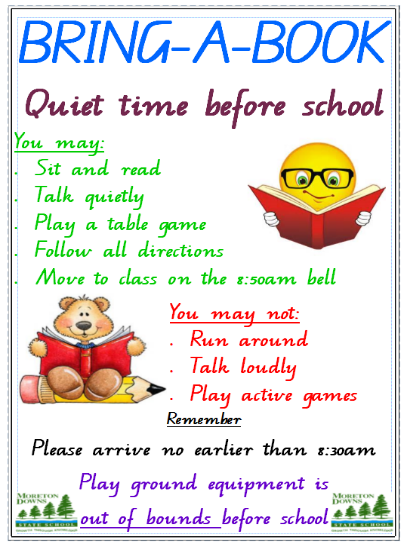 BRING-A-BOOK
Quiet time before school
You may:
. Sit and read
. Talk quietly
. Play a table game
. Follow all directions
. Move to class on the 8:50am bell
You may not:
. Run around
. Talk loudly
. Play active games
Remember
Please arrive no earlier than 8:30am
Play ground equipment is
out of bounds before school
MORETON
DOWNS
STATE SCHOOL
MORETON
DOWNS
STATE SCHOOL